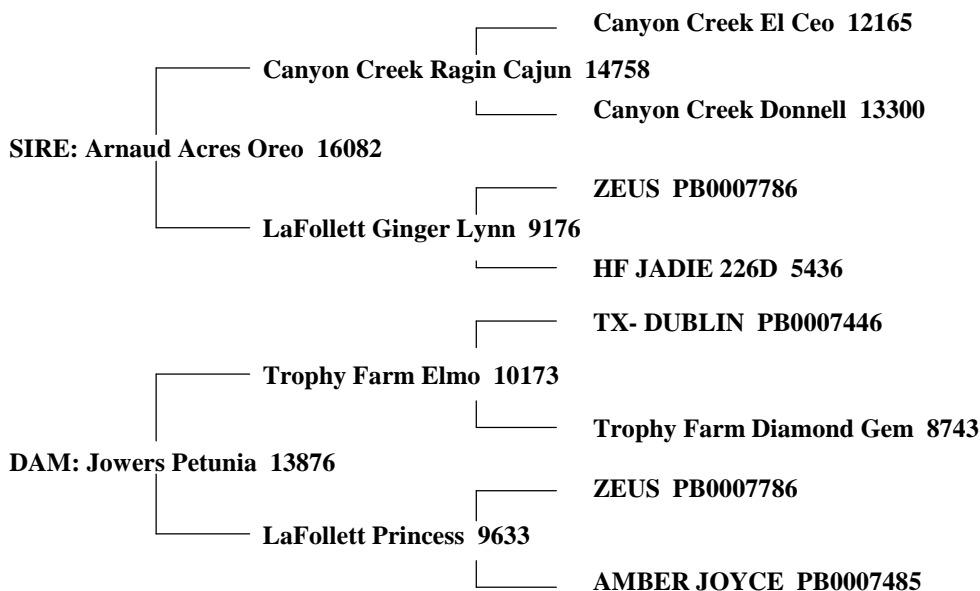 Canyon Creek El Ceo 12165
Canyon Creek Ragin Cajun 14758
Canyon Creek Donnell 13300
SIRE: Arnaud Acres Oreo 16082
ZEUS PB0007786
LaFollett Ginger Lynn 9176
HF JADIE 226D 5436
TX- DUBLIN PB0007446
Trophy Farm Elmo 10173
Trophy Farm Diamond Gem 8743
DAM: Jowers Petunia 13876
ZEUS PB0007786
LaFollett Princess 9633
AMBER JOYCE PB0007485